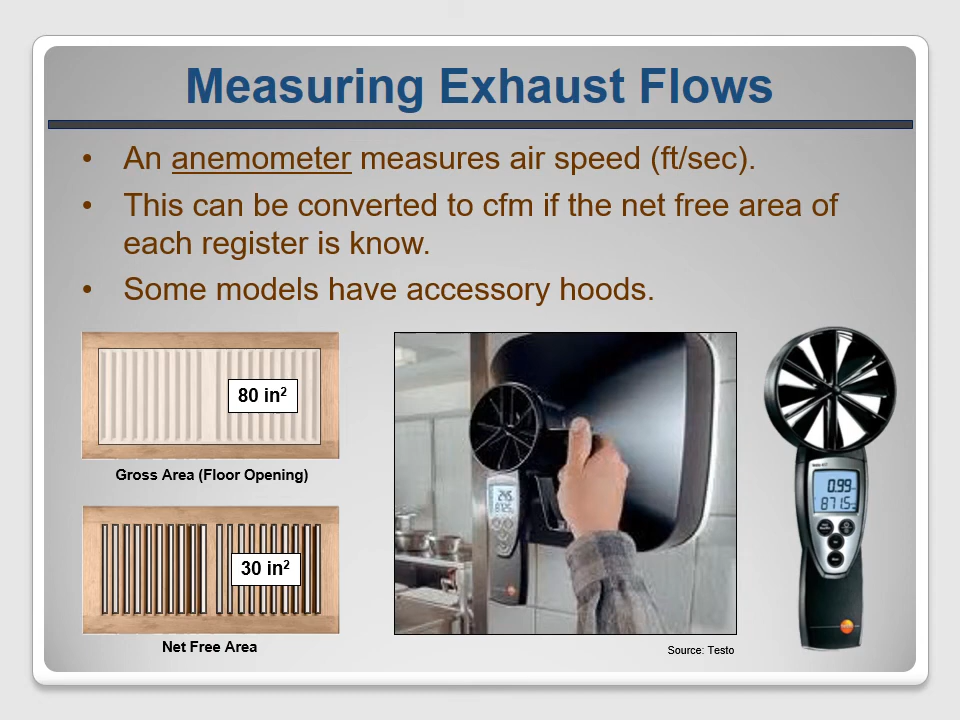 Measuring Exhaust Flows
• An anemometer measures air speed (ft/sec).
• This can be converted to cfm if the net free area of
each register is know.
• Some models have accessory hoods.
80 in²
Gross Area (Floor Opening)
30 in²
Net Free Area
0.99
871.5
Source: Testo